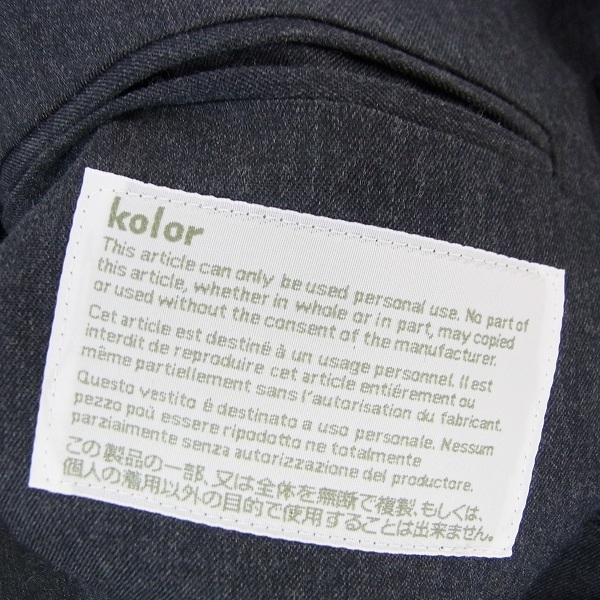 kolor
This article can only be used personal use. No part of
this article, whether in whole or in part, may copied
or used without the consent of the manufacturer.
Cet article est destiné à un usage personnel. Il est
interdit de reproduire cet article entiérement ou
même partiellement sans l'autorisation du fabricant.
Questo vestito è destinato a uso personale. Nessum
pezzo poù essere ripodotto ne totalmente
parzialmente senza autorizzazione del productore.
この製品の一部、又は全体を無断で複製、もしくは、
個人の着用以外の目的で使用することは出来ません。